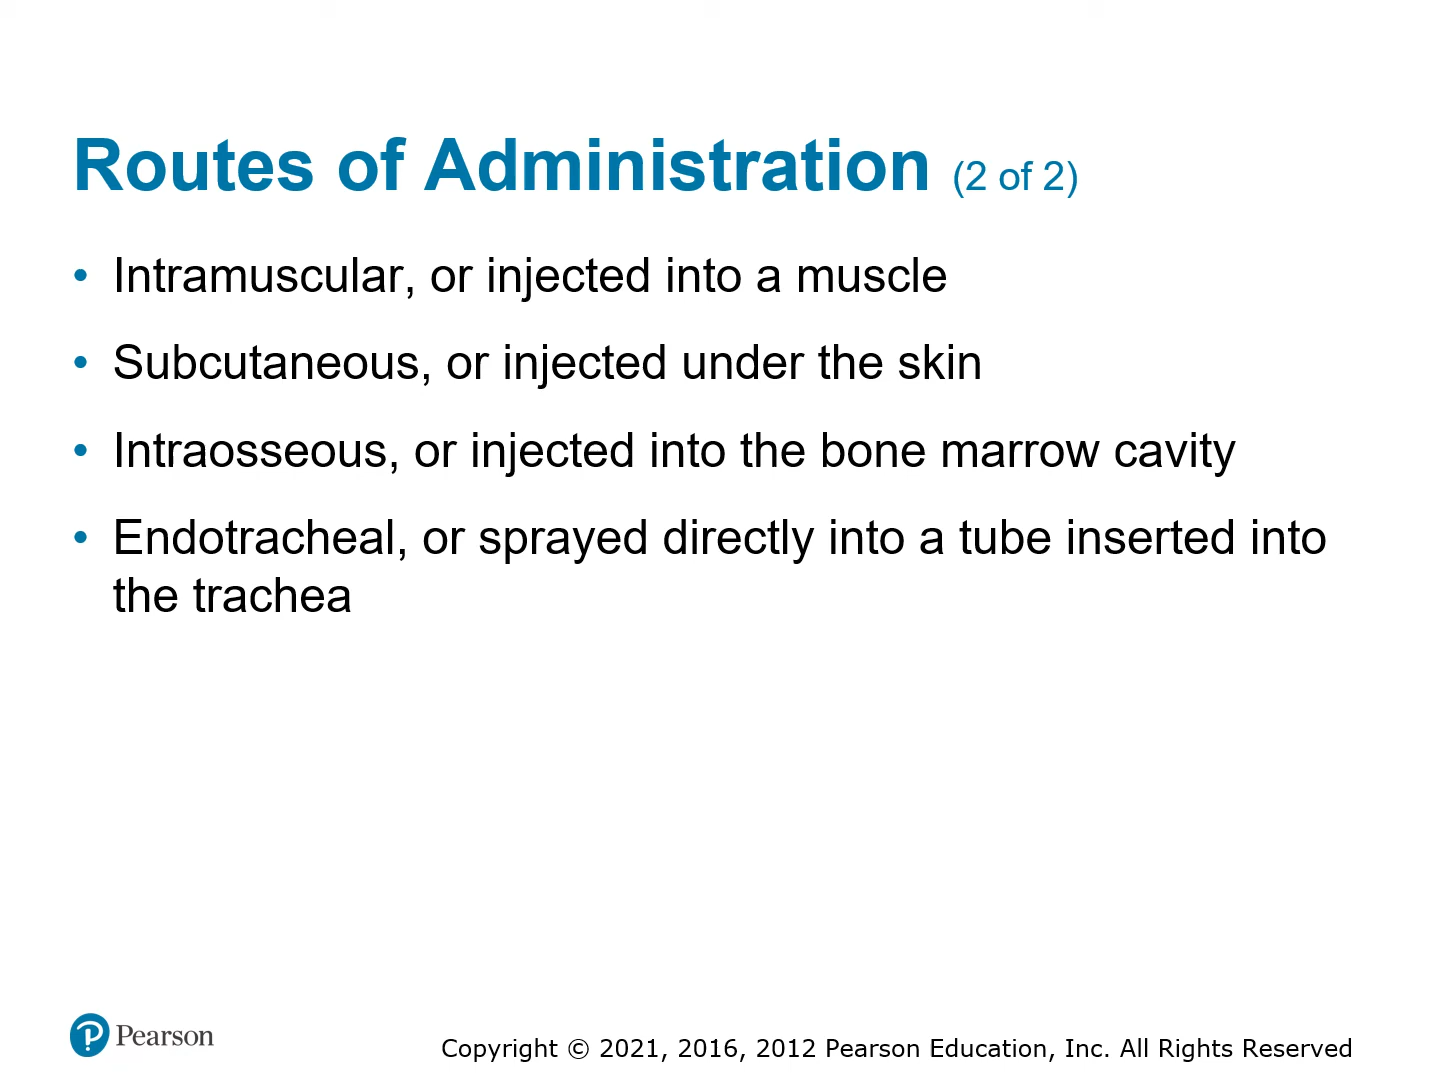 Routes of Administration (2 of 2)
• Intramuscular, or injected into a muscle
• Subcutaneous, or injected under the skin
• Intraosseous, or injected into the bone marrow cavity
• Endotracheal, or sprayed directly into a tube inserted into
the trachea
Pearson
Copyright © 2021, 2016, 2012 Pearson Education, Inc. All Rights Reserved